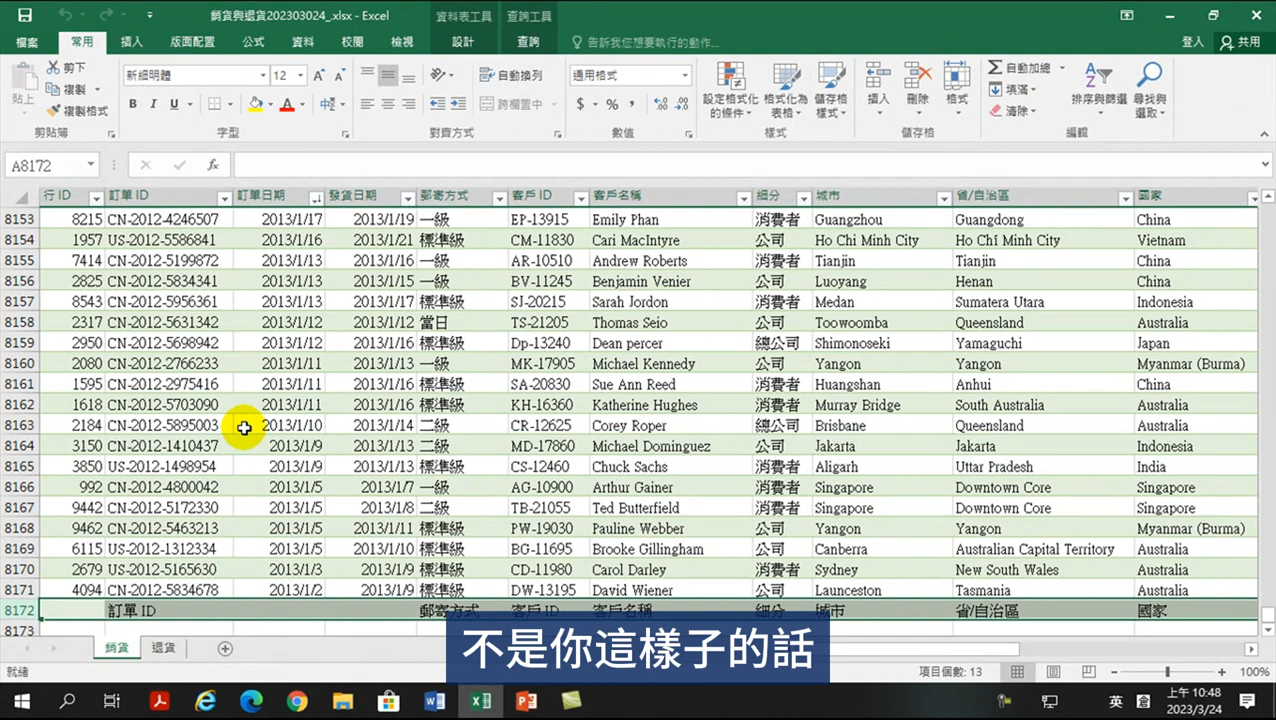 銷貨與退貨202303024_.xlsx - Excel
資料表工具
查詢工具
檔案
常用
插入
版面配置
公式
資料
校閱
檢視
設計
查詢
告訴我您想要執行的動作...
登入
共用
貼上
剪下
複製
複製格式
新細明體
12
B I U
自動換列
跨欄置中
通用格式
$ % ,
設定格式化的條件
格式化為表格
儲存格樣式
插入
刪除
格式
自動加總
填滿
清除
排序與篩選
尋找與選取
剪貼簿
字型
對齊方式
數值
樣式
儲存格
編輯
A8172
fx
行 ID 訂單 ID 訂單日期 發貨日期 郵寄方式 客戶 ID 客戶名稱 細分 城市 省/自治區 國家
8153 8215 CN-2012-4246507 2013/1/17 2013/1/19 一級 EP-13915 Emily Phan 消費者 Guangzhou Guangdong China
8154 1957 US-2012-5586841 2013/1/16 2013/1/21 標準級 CM-11830 Cari MacIntyre 公司 Ho Chi Minh City Ho Chí Minh City Vietnam
8155 7414 CN-2012-5199872 2013/1/13 2013/1/16 一級 AR-10510 Andrew Roberts 消費者 Tianjin Tianjin China
8156 2825 CN-2012-5834341 2013/1/13 2013/1/15 一級 BV-11245 Benjamin Venier 公司 Luoyang Henan China
8157 8543 CN-2012-5956361 2013/1/13 2013/1/17 標準級 SJ-20215 Sarah Jordon 消費者 Medan Sumatera Utara Indonesia
8158 2317 CN-2012-5631342 2013/1/12 2013/1/12 當日 TS-21205 Thomas Seio 公司 Toowoomba Queensland Australia
8159 2950 CN-2012-5698942 2013/1/12 2013/1/16 標準級 Dp-13240 Dean percer 總公司 Shimonoseki Yamaguchi Japan
8160 2080 CN-2012-2766233 2013/1/11 2013/1/13 一級 MK-17905 Michael Kennedy 公司 Yangon Yangon Myanmar (Burma)
8161 1595 CN-2012-2975416 2013/1/11 2013/1/16 標準級 SA-20830 Sue Ann Reed 消費者 Huangshan Anhui China
8162 1618 CN-2012-5703090 2013/1/11 2013/1/16 標準級 KH-16360 Katherine Hughes 消費者 Murray Bridge South Australia Australia
8163 2184 CN-2012-5895003 2013/1/10 2013/1/14 二級 CR-12625 Corey Roper 總公司 Brisbane Queensland Australia
8164 3150 CN-2012-1410437 2013/1/9 2013/1/13 二級 MD-17860 Michael Dominguez 公司 Jakarta Jakarta Indonesia
8165 3850 US-2012-1498954 2013/1/9 2013/1/13 標準級 CS-12460 Chuck Sachs 消費者 Aligarh Uttar Pradesh India
8166 992 CN-2012-4800042 2013/1/5 2013/1/7 一級 AG-10900 Arthur Gainer 消費者 Singapore Downtown Core Singapore
8167 9442 CN-2012-5172330 2013/1/5 2013/1/8 二級 TB-21055 Ted Butterfield 消費者 Singapore Downtown Core Singapore
8168 9462 CN-2012-5463213 2013/1/5 2013/1/11 標準級 PW-19030 Pauline Webber 公司 Yangon Yangon Myanmar (Burma)
8169 6115 US-2012-1312334 2013/1/5 2013/1/10 標準級 BG-11695 Brooke Gillingham 公司 Canberra Australian Capital Territory Australia
8170 2679 US-2012-5165630 2013/1/3 2013/1/9 標準級 CD-11980 Carol Darley 消費者 Sydney New South Wales Australia
8171 4094 CN-2012-5834678 2013/1/2 2013/1/9 標準級 DW-13195 David Wiener 公司 Launceston Tasmania Australia
8172 訂單 ID 郵寄方式 客戶 ID 客戶名稱 細分 城市 省/自治區 國家
8173
銷貨
退貨
不是你這樣子的話
就緒
項目個數: 13
100%
英
上午 10:48
2023/3/24